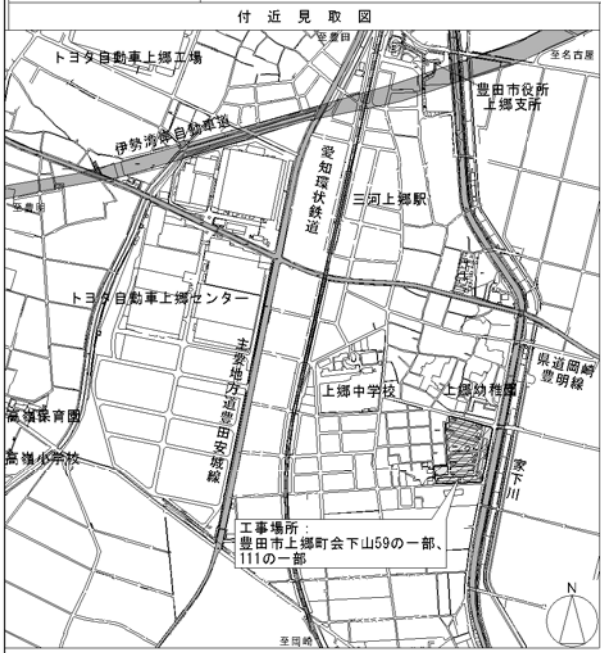 付近見取図
至豊田
トヨタ自動車上郷工場
至名古屋
豊田市役所
上郷支所
伊勢湾岸自動車道
愛知環状鉄道
三河上郷駅
至豊明
トヨタ自動車上郷センター
主要地方道豊田安城線
県道岡崎
豊明線
上郷中学校
上郷幼稚園
高嶺保育園
高嶺小学校
家下川
工事場所：
豊田市上郷町会下山59の一部、
111の一部
N
至岡崎